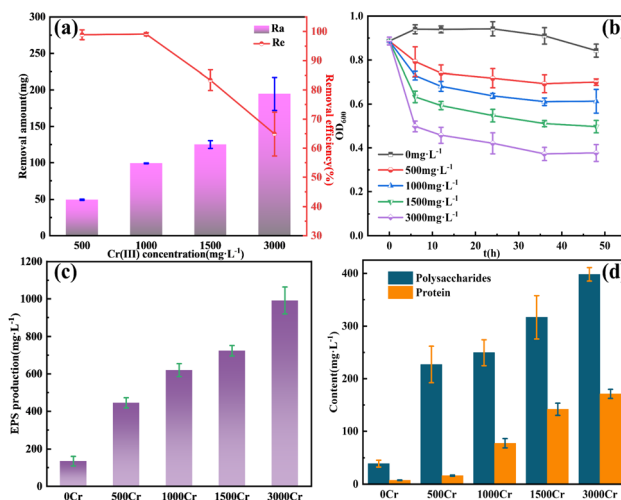 (a)
Ra
Re
Removal amount(mg)
300
250
200
150
100
50
0
Removal efficiency(%)
100
90
80
70
60
50
40
30
500 1000 1500 3000
Cr(III) concentration(mg·L⁻¹)
(b)
OD₆₀₀
1.0
0.8
0.6
0.4
0.2
0.0
0mg·L⁻¹
500mg·L⁻¹
1000mg·L⁻¹
1500mg·L⁻¹
3000mg·L⁻¹
0 10 20 30 40 50
t(h)
(c)
EPS production(mg·L⁻¹)
1000
800
600
400
200
0
0Cr 500Cr 1000Cr 1500Cr 3000Cr
(d)
Polysaccharides
Protein
Content(mg·L⁻¹)
400
300
200
100
0
0Cr 500Cr 1000Cr 1500Cr 3000Cr